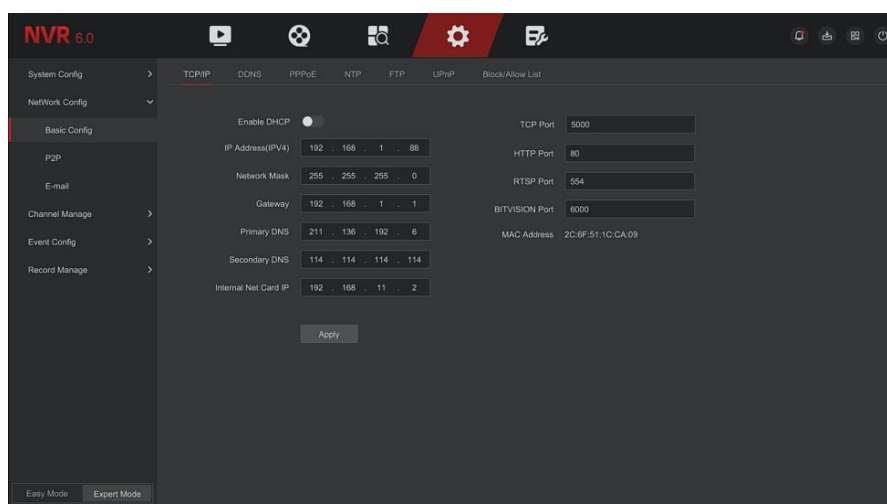 NVR 6.0
System Config
NetWork Config
Basic Config
P2P
E-mail
Channel Manage
Event Config
Record Manage
Easy Mode Expert Mode
TCP/IP DDNS PPPoE NTP FTP UPnP Block/Allow List
Enable DHCP
IP Address(IPV4) 192 . 168 . 1 . 88
Network Mask 255 . 255 . 255 . 0
Gateway 192 . 168 . 1 . 1
Primary DNS 211 . 136 . 192 . 6
Secondary DNS 114 . 114 . 114 . 114
Internal Net Card IP 192 . 168 . 11 . 2
Apply
TCP Port 5000
HTTP Port 80
RTSP Port 554
BITVISION Port 6000
MAC Address 2C:6F:51:1C:CA:09